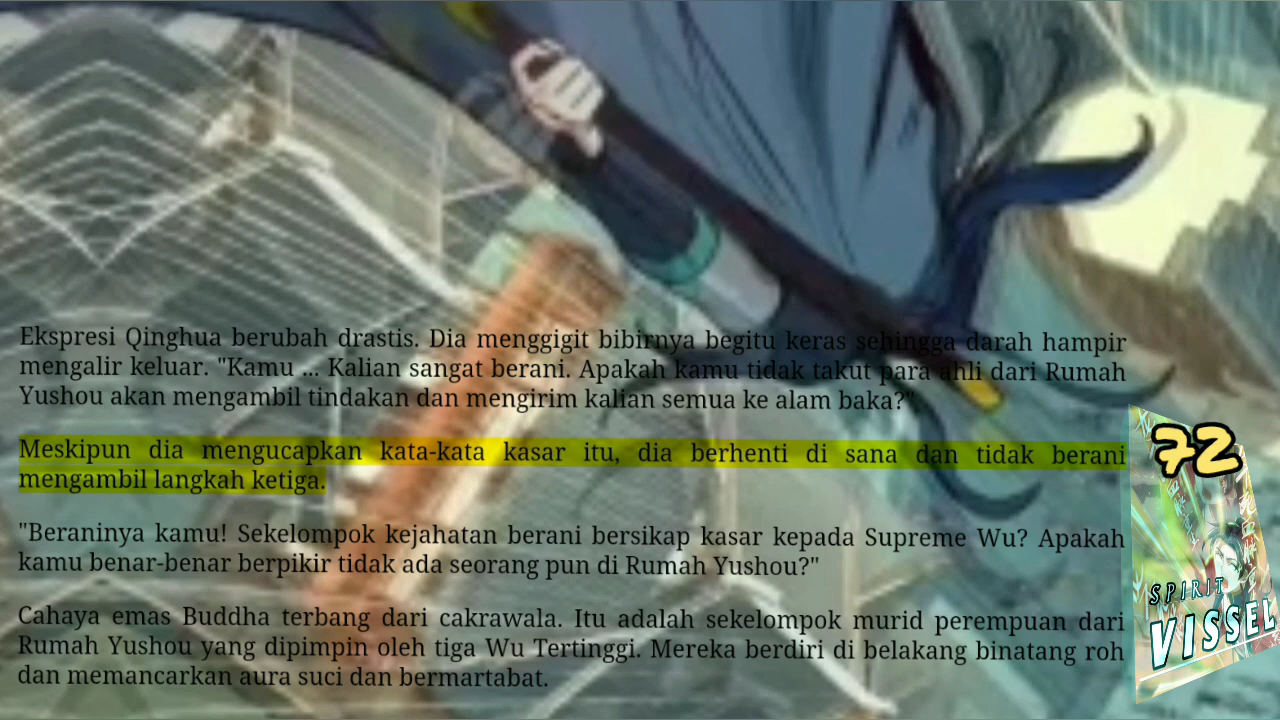 Ekspresi Qinghua berubah drastis. Dia menggigit bibirnya begitu keras sehingga darah hampir
mengalir keluar. "Kamu ... Kalian sangat berani. Apakah kamu tidak takut para ahli dari Rumah
Yushou akan mengambil tindakan dan mengirim kalian semua ke alam baka?"
Meskipun dia mengucapkan kata-kata kasar itu, dia berhenti di sana dan tidak berani
mengambil langkah ketiga.
"Beraninya kamu! Sekelompok kejahatan berani bersikap kasar kepada Supreme Wu? Apakah
kamu benar-benar berpikir tidak ada seorang pun di Rumah Yushou?"
Cahaya emas Buddha terbang dari cakrawala. Itu adalah sekelompok murid perempuan dari
Rumah Yushou yang dipimpin oleh tiga Wu Tertinggi. Mereka berdiri di belakang binatang roh
dan memancarkan aura suci dan bermartabat.
72
SPIRIT
VISSEL